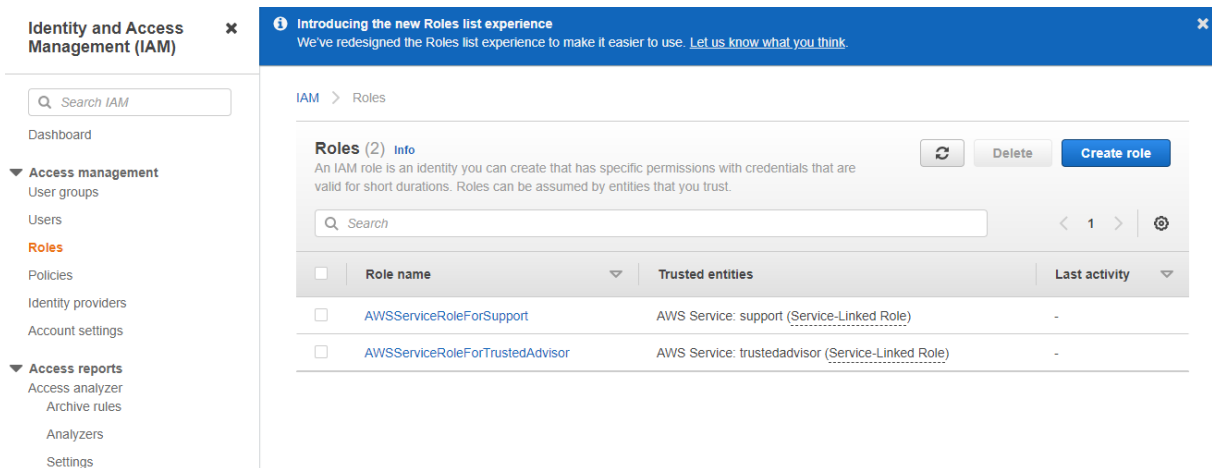 Identity and Access
Management (IAM)
Search IAM
Dashboard
Access management
User groups
Users
Roles
Policies
Identity providers
Account settings
Access reports
Access analyzer
Archive rules
Analyzers
Settings
Introducing the new Roles list experience
We've redesigned the Roles list experience to make it easier to use. Let us know what you think.
IAM > Roles
Roles (2) Info
An IAM role is an identity you can create that has specific permissions with credentials that are
valid for short durations. Roles can be assumed by entities that you trust.
Delete
Create role
Search
1
Role name Trusted entities Last activity
AWSServiceRoleForSupport AWS Service: support (Service-Linked Role) -
AWSServiceRoleForTrustedAdvisor AWS Service: trustedadvisor (Service-Linked Role) -